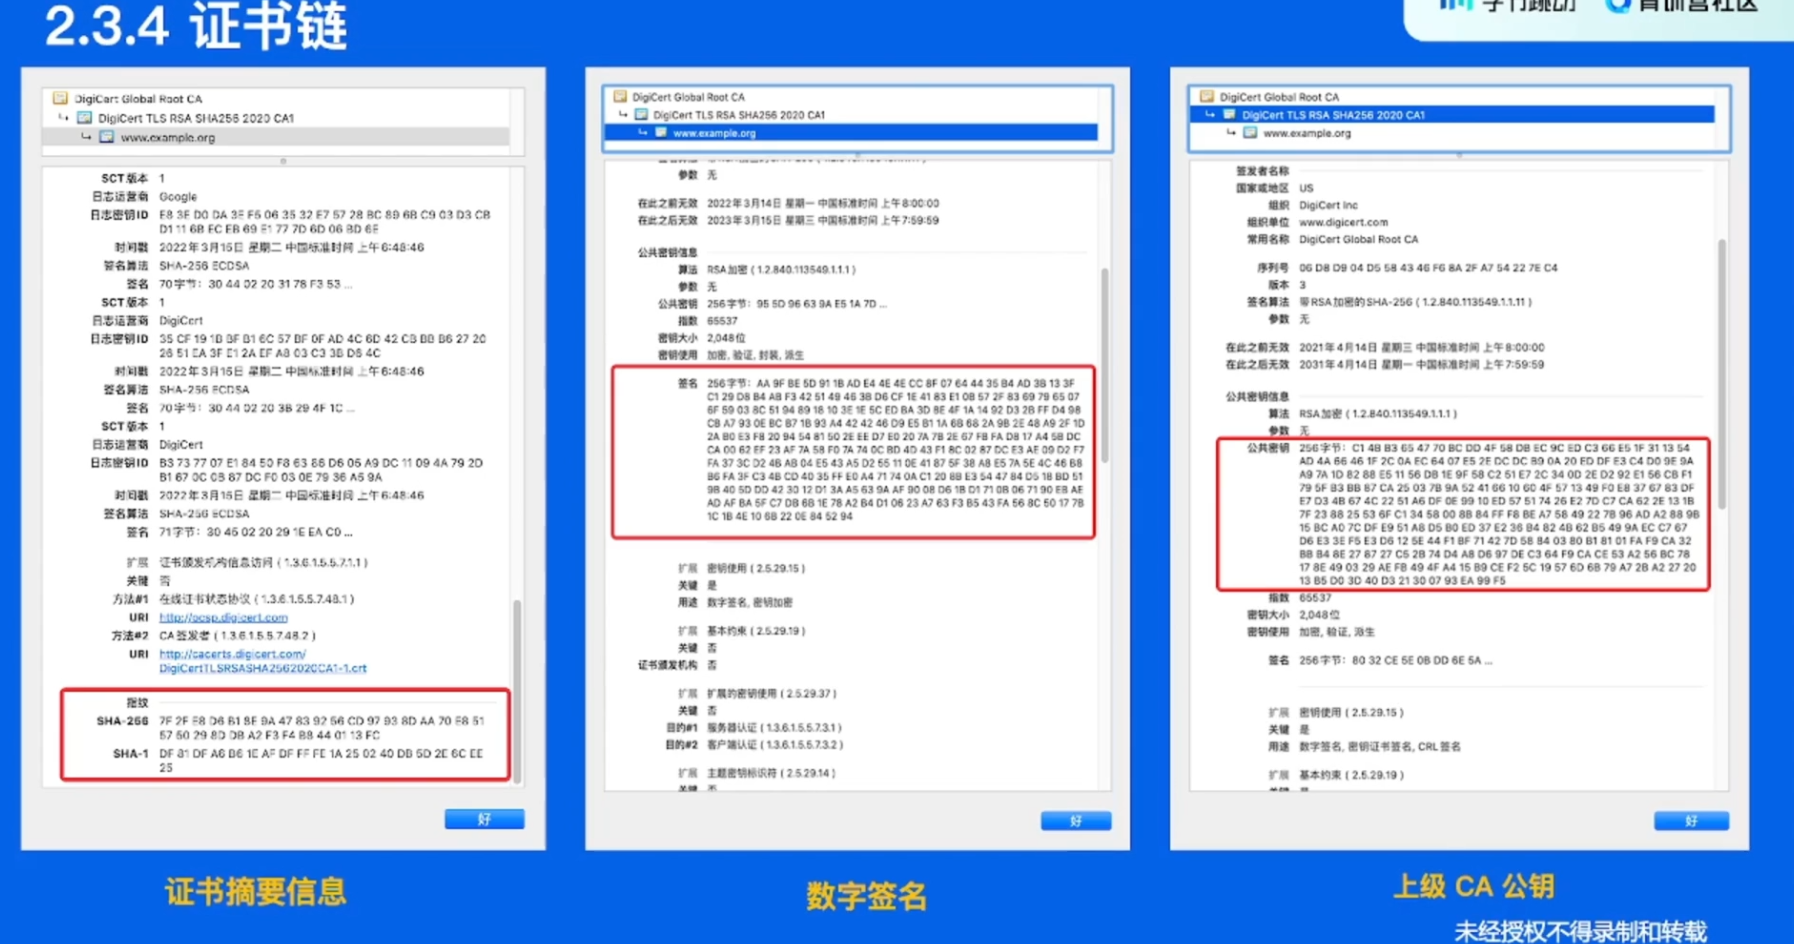 2.3.4 证书链
字节跳动 青训营社区
DigiCert Global Root CA
DigiCert TLS RSA SHA256 2020 CA1
www.example.org
SCT 版本 1
日志运营商 Google
日志密钥ID E8 3E D0 DA 3E F5 06 35 32 E7 57 28 BC 89 6B C9 03 D3 CB
D1 11 6B EC EB 69 E1 77 7D 6D 06 BD 6E
时间戳 2022年3月15日 星期二 中国标准时间 上午6:48:46
签名算法 SHA-256 ECDSA
签名 70字节：30 44 02 20 31 78 F3 53 ...
SCT 版本 1
日志运营商 DigiCert
日志密钥ID 35 CF 19 1B BF B1 6C 57 BF 0F AD 4C 6D 42 CB BB B6 27 20
26 51 EA 3F E1 2A EF A8 03 C3 3B D6 4C
时间戳 2022年3月15日 星期二 中国标准时间 上午6:48:46
签名算法 SHA-256 ECDSA
签名 70字节：30 44 02 20 3B 29 4F 1C ...
SCT 版本 1
日志运营商 DigiCert
日志密钥ID B3 73 77 07 E1 84 50 F8 63 86 D6 05 A9 DC 11 09 4A 79 2D
B1 67 0C 0B 87 DC F0 03 0E 79 36 A5 9A
时间戳 2022年3月15日 星期二 中国标准时间 上午6:48:46
签名算法 SHA-256 ECDSA
签名 71字节：30 45 02 20 29 1E EA C0 ...
扩展 证书颁发机构信息访问 ( 1.3.6.1.5.5.7.1.1 )
关键 否
方法#1 在线证书状态协议 ( 1.3.6.1.5.5.7.48.1 )
URI http://ocsp.digicert.com
方法#2 CA 签发者 ( 1.3.6.1.5.5.7.48.2 )
URI http://cacerts.digicert.com/
DigiCertTLSRSASHA2562020CA1-1.crt
指纹
SHA-256 7F 2F E8 D6 B1 8E 9A 47 83 92 56 CD 97 93 8D AA 70 E8 51
57 50 29 8D DB A2 F3 F4 B8 44 01 13 FC
SHA-1 DF 81 DF A6 B6 1E AF DF FF FE 1A 25 02 40 DB 5D 2E 6C EE
25
好
证书摘要信息
DigiCert Global Root CA
DigiCert TLS RSA SHA256 2020 CA1
www.example.org
参数 无
在此之前无效 2022年3月14日 星期一 中国标准时间 上午8:00:00
在此之后无效 2023年3月15日 星期三 中国标准时间 上午7:59:59
公共密钥信息
算法 RSA加密 ( 1.2.840.113549.1.1.1 )
参数 无
公共密钥 256字节：95 5D 96 63 9A E5 1A 7D ...
指数 65537
密钥大小 2,048位
密钥使用 加密, 验证, 封装, 派生
签名 256字节：AA 9F BE 5D 91 1B AD E4 4E 4E CC 8F 07 64 44 35 B4 AD 3B 13 3F
C1 29 D8 B4 AB F3 42 51 49 46 3B D6 CF 1E 41 83 E1 0B 57 2F 83 69 79 65 07
6F 59 03 8C 51 94 89 18 10 3E 1E 5C ED BA 3D 8E 4F 1A 14 92 D3 2B FF D4 98
CB A7 93 0E BC B7 1B 93 A4 42 42 46 D9 E5 B1 1A 6B 68 2A 9B 2E 48 A9 2F 1D
2A B0 E3 F8 20 94 54 81 50 2E EE D7 E0 20 7A 7B 2E 67 FB FA D8 17 A4 5B DC
CA 00 62 EF 23 AF 7A 58 F0 7A 74 0C BD 4D 43 F1 8C 02 87 DC E3 AE 09 D2 F7
FA 37 3C D2 4B AB 04 E5 43 A5 D2 55 11 0E 41 87 5F 38 A8 E5 7A 5E 4C 46 B8
B6 FA 3F C3 4B CD 40 35 FF E0 A4 71 74 0A C1 20 8B E3 54 47 84 D5 18 BD 51
9B 40 5D DD 42 30 12 D1 3A A5 63 9A AF 90 08 D6 1B D1 71 0B 06 71 90 EB AE
AD AF BA 5F C7 DB 6B 1E 78 A2 B4 D1 06 23 A7 63 F3 B5 43 FA 56 8C 50 17 7B
1C 1B 4E 10 6B 22 0E 84 52 94
扩展 密钥使用 ( 2.5.29.15 )
关键 是
用途 数字签名, 密钥加密
扩展 基本约束 ( 2.5.29.19 )
关键 否
证书颁发机构 否
扩展 扩展的密钥使用 ( 2.5.29.37 )
关键 否
目的#1 服务器认证 ( 1.3.6.1.5.5.7.3.1 )
目的#2 客户端认证 ( 1.3.6.1.5.5.7.3.2 )
扩展 主题密钥标识符 ( 2.5.29.14 )
关键 否
好
数字签名
DigiCert Global Root CA
DigiCert TLS RSA SHA256 2020 CA1
www.example.org
签发者名称
国家或地区 US
组织 DigiCert Inc
组织单位 www.digicert.com
常用名称 DigiCert Global Root CA
序列号 06 D8 D9 04 D5 58 43 46 F6 8A 2F A7 54 22 7E C4
版本 3
签名算法 带RSA加密的SHA-256 ( 1.2.840.113549.1.1.11 )
参数 无
在此之前无效 2021年4月14日 星期三 中国标准时间 上午8:00:00
在此之后无效 2031年4月14日 星期一 中国标准时间 上午7:59:59
公共密钥信息
算法 RSA加密 ( 1.2.840.113549.1.1.1 )
参数 无
公共密钥 256字节：C1 4B B3 65 47 70 BC DD 4F 58 DB EC 9C ED C3 66 E5 1F 31 13 54
AD 4A 66 46 1F 2C 0A EC 64 07 E5 2E DC DC B9 0A 20 ED DF E3 C4 D0 9E 9A
A9 7A 1D 82 88 E5 11 56 DB 1E 9F 58 C2 51 E7 2C 34 0D 2E D2 92 E1 56 CB F1
79 5F B3 BB 87 CA 25 03 7B 9A 52 41 66 10 60 4F 57 13 49 F0 E8 37 67 83 DF
E7 D3 4B 67 4C 22 51 A6 DF 0E 99 10 ED 57 51 74 26 E2 7D C7 CA 62 2E 13 1B
7F 23 88 25 53 6F C1 34 58 00 8B 84 FF F8 BE A7 58 49 22 7B 96 AD A2 88 9B
15 BC A0 7C DF E9 51 A8 D5 B0 ED 37 E2 36 B4 82 4B 62 B5 49 9A EC C7 67
D6 E3 3E F5 E3 D6 12 5E 44 F1 BF 71 42 7D 58 84 03 80 B1 81 01 FA F9 CA 32
BB B4 8E 27 87 27 C5 2B 74 D4 A8 D6 97 DE C3 64 F9 CA CE 53 A2 56 BC 78
17 8E 49 03 29 AE FB 49 4F A4 15 B9 CE F2 5C 19 57 6D 6B 79 A7 2B A2 27 20
13 B5 D0 3D 40 D3 21 30 07 93 EA 99 F5
指数 65537
密钥大小 2,048位
密钥使用 加密, 验证, 派生
签名 256字节：80 32 CE 5E 0B DD 6E 5A ...
扩展 密钥使用 ( 2.5.29.15 )
关键 是
用途 数字签名, 密钥证书签名, CRL 签名
扩展 基本约束 ( 2.5.29.19 )
关键 是
好
上级 CA 公钥
未经授权不得录制和转载